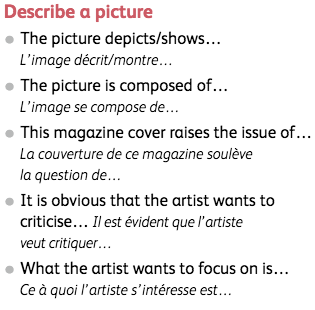 Describe a picture
● The picture depicts/shows…
L'image décrit/montre…
● The picture is composed of…
L'image se compose de…
● This magazine cover raises the issue of…
La couverture de ce magazine soulève
la question de…
● It is obvious that the artist wants to
criticise… Il est évident que l'artiste
veut critiquer…
● What the artist wants to focus on is…
Ce à quoi l'artiste s'intéresse est…